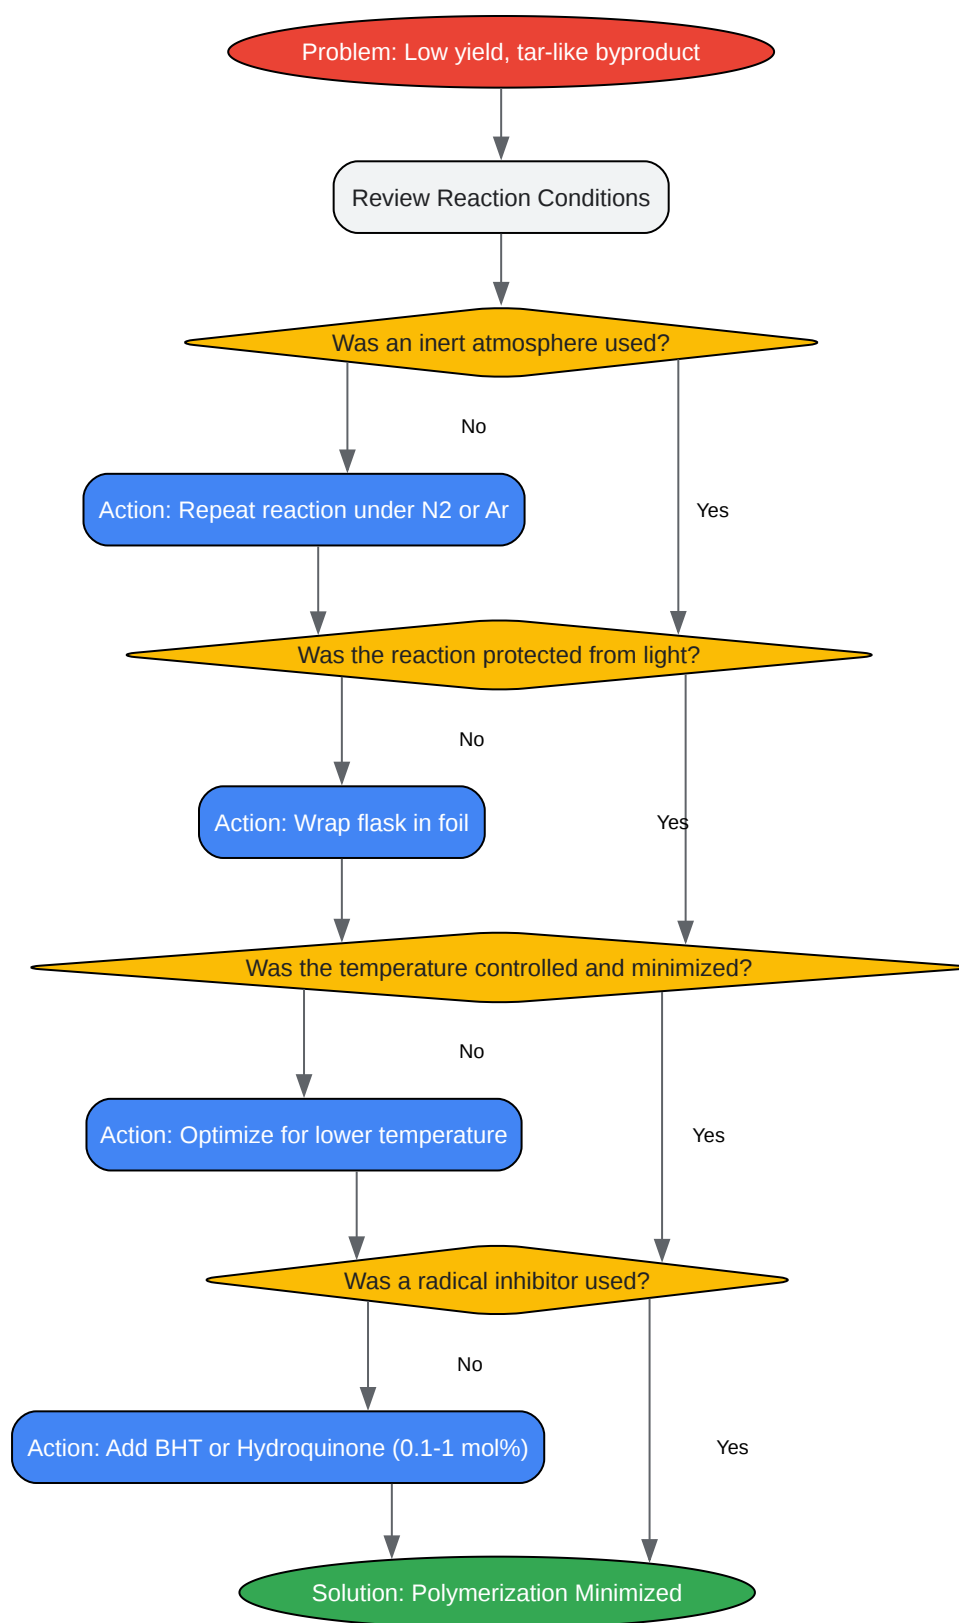 Problem: Low yield, tar-like byproduct
Review Reaction Conditions
Was an inert atmosphere used?
No
Action: Repeat reaction under N2 or Ar
Yes
Was the reaction protected from light?
No
Action: Wrap flask in foil
Yes
Was the temperature controlled and minimized?
No
Action: Optimize for lower temperature
Yes
Was a radical inhibitor used?
No
Action: Add BHT or Hydroquinone (0.1-1 mol%)
Yes
Solution: Polymerization Minimized